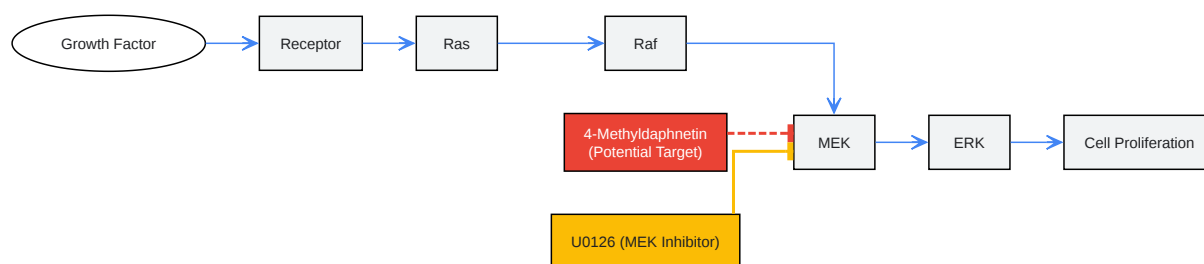 Growth Factor
Receptor
Ras
Raf
4-Methyldaphnetin
(Potential Target)
MEK
ERK
Cell Proliferation
U0126 (MEK Inhibitor)